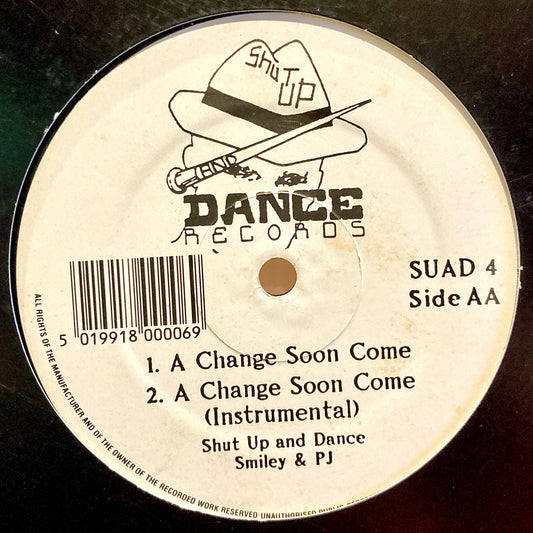 Shut
UP
AND
DANCE
RECORDS
SUAD 4
Side AA
5 019918 000069
1. A Change Soon Come
2. A Change Soon Come
(Instrumental)
Shut Up and Dance
Smiley & PJ
ALL RIGHTS OF THE MANUFACTURER AND OF THE OWNER OF THE RECORDED WORK RESERVED UNAUTHORISED